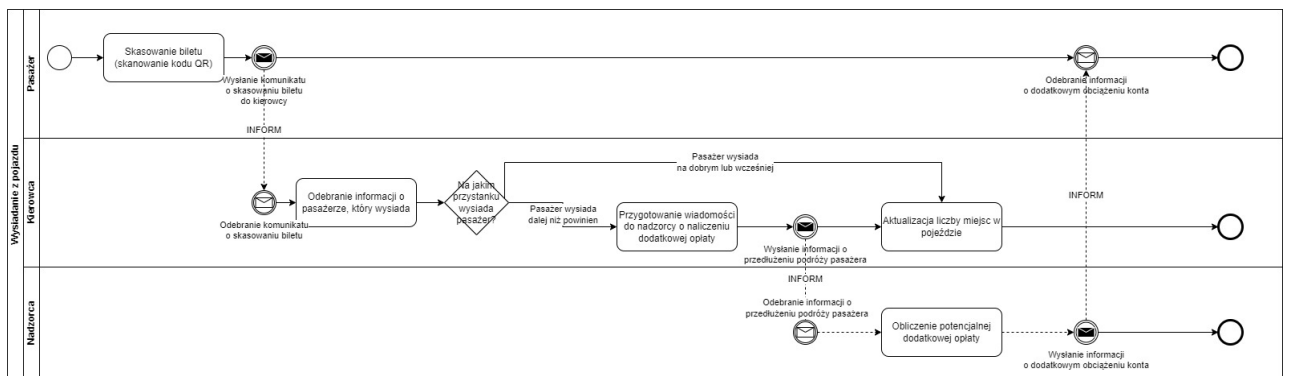 Wysiadanie z pojazdu
Pasażer
Skasowanie biletu
(skanowanie kodu QR)
Wysłanie komunikatu
o skasowaniu biletu
do kierowcy
Odebranie informacji
o dodatkowym obciążeniu konta
INFORM
Kierowca
Odebranie komunikatu
o skasowaniu biletu
Odebranie informacji o
pasażerze, który wysiada
Na jakim
przystanku
wysiada
pasażer?
Pasażer wysiada
na dobrym lub wcześniej
Pasażer wysiada
dalej niż powinien
Przygotowanie wiadomości
do nadzorcy o naliczeniu
dodatkowej opłaty
Wysłanie informacji o
przedłużeniu podróży pasażera
Aktualizacja liczby miejsc w
pojeździe
INFORM
INFORM
Nadzorca
Odebranie informacji o
przedłużeniu podróży pasażera
Obliczenie potencjalnej
dodatkowej opłaty
Wysłanie informacji
o dodatkowym obciążeniu konta